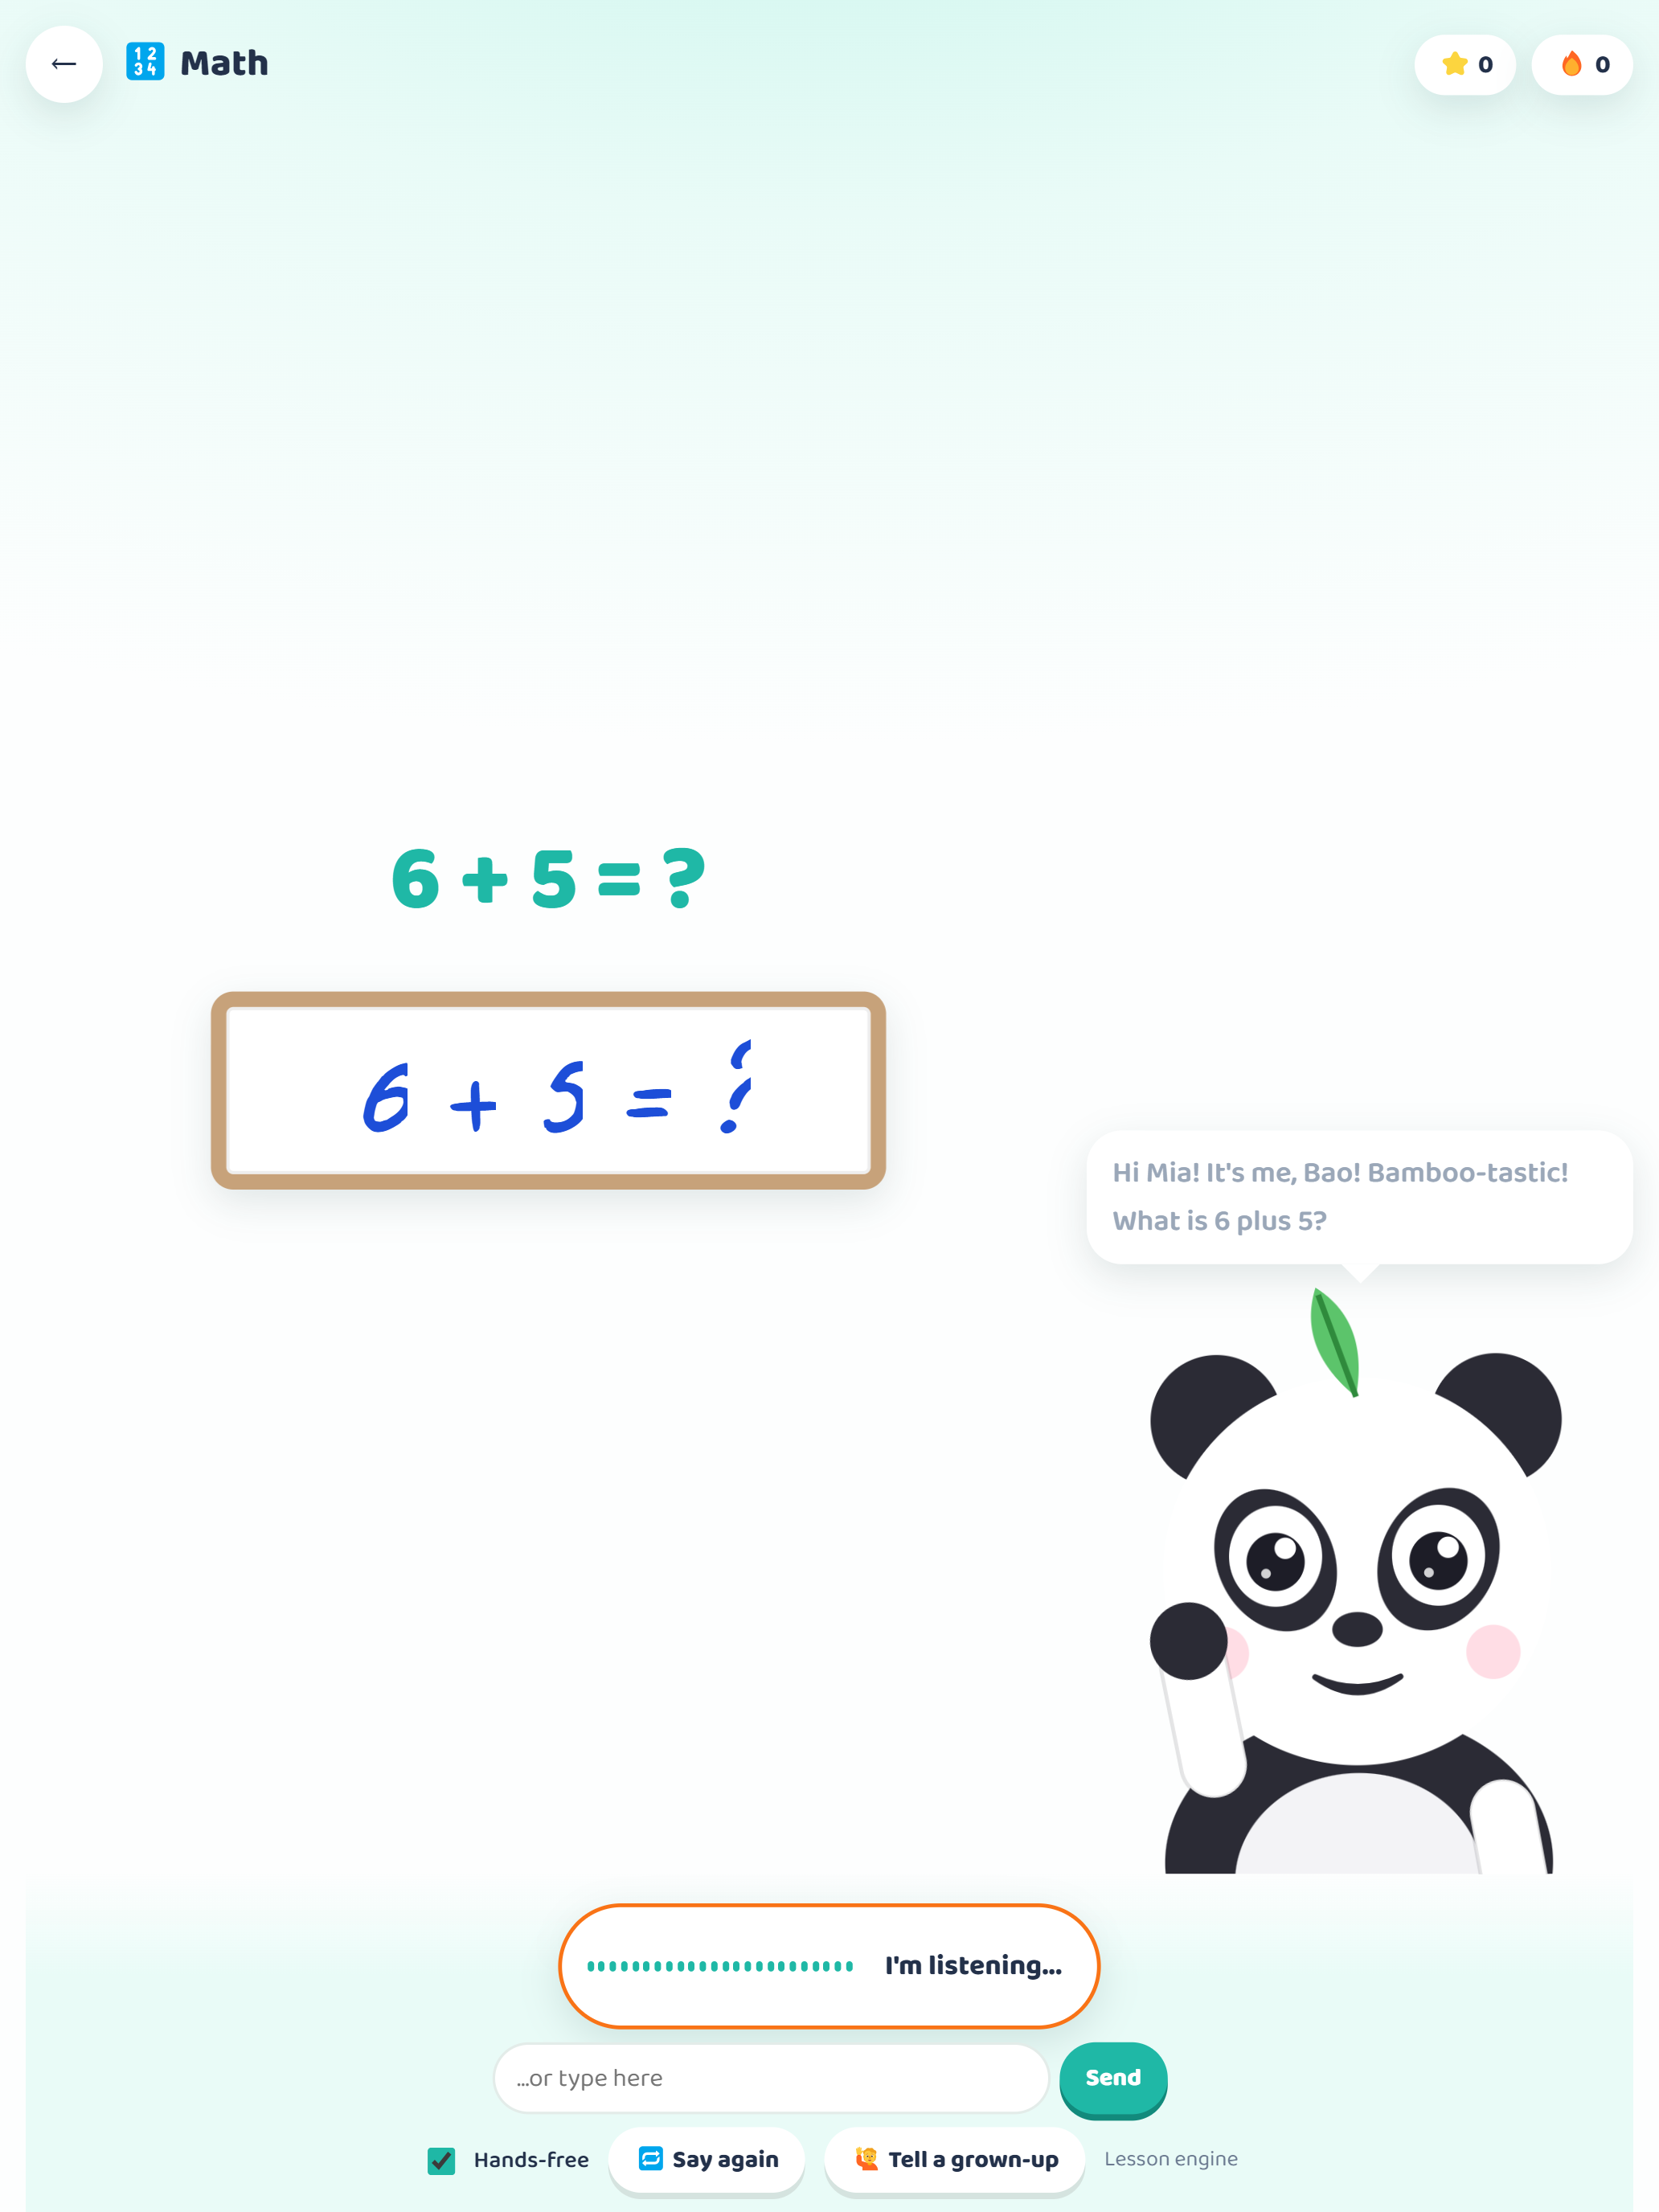 ← 1234 Math
0 0
6 + 5 = ?
6 + 5 = ?
Hi Mia! It's me, Bao! Bamboo-tastic!
What is 6 plus 5?
I'm listening...
...or type here
Send
Hands-free
Say again
Tell a grown-up
Lesson engine